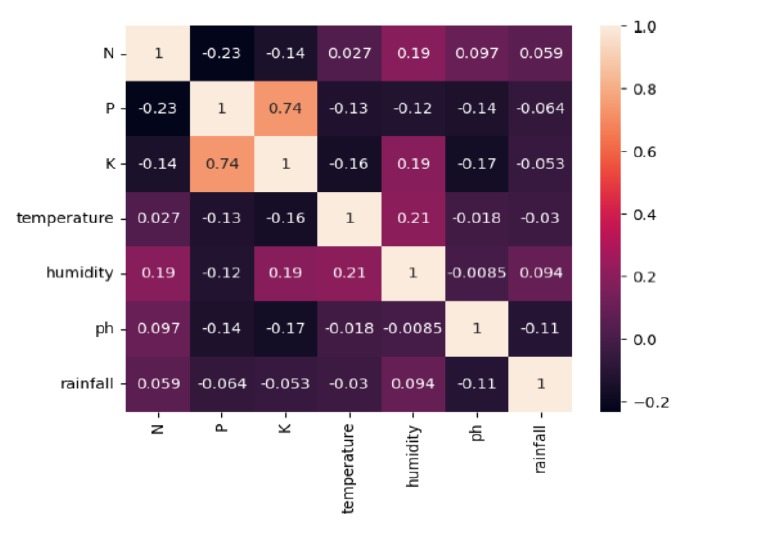 N 1 -0.23 -0.14 0.027 0.19 0.097 0.059
P -0.23 1 0.74 -0.13 -0.12 -0.14 -0.064
K -0.14 0.74 1 -0.16 0.19 -0.17 -0.053
temperature 0.027 -0.13 -0.16 1 0.21 -0.018 -0.03
humidity 0.19 -0.12 0.19 0.21 1 -0.0085 0.094
ph 0.097 -0.14 -0.17 -0.018 -0.0085 1 -0.11
rainfall 0.059 -0.064 -0.053 -0.03 0.094 -0.11 1
N P K temperature humidity ph rainfall
1.0
0.8
0.6
0.4
0.2
0.0
−0.2